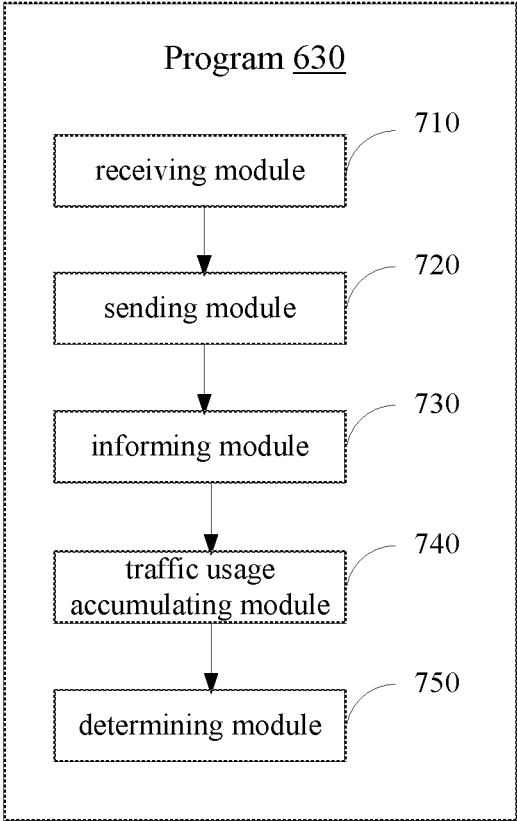 Program 630
710
receiving module
720
sending module
730
informing module
740
traffic usage
accumulating module
750
determining module